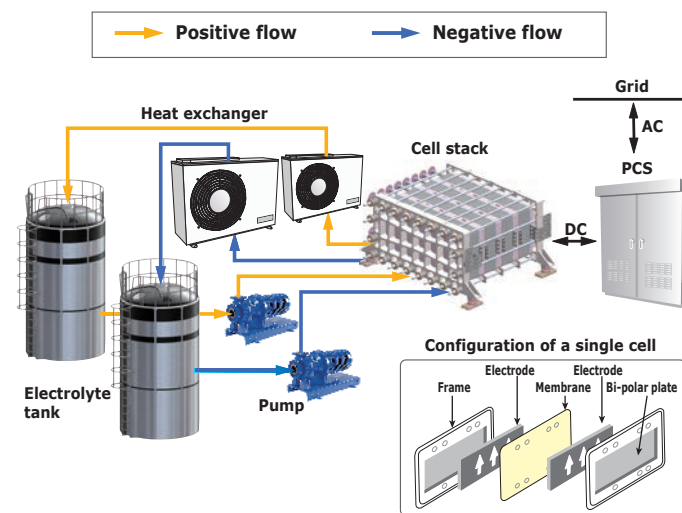 Positive flow
Negative flow
Grid
Heat exchanger
AC
Cell stack
PCS
DC
Configuration of a single cell
Electrode
Electrode
Frame
Membrane
Bi-polar plate
Electrolyte
tank
Pump